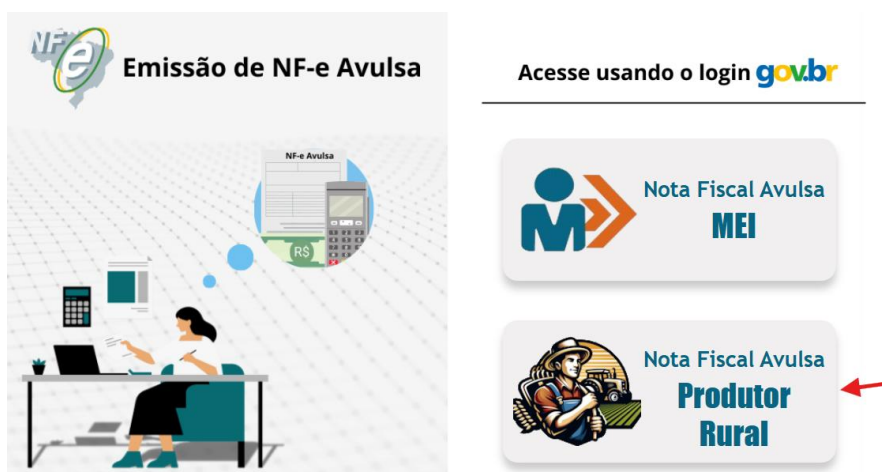 NFe
Emissão de NF-e Avulsa
NF-e Avulsa
R$
Acesse usando o login gov.br
Nota Fiscal Avulsa
MEI
Nota Fiscal Avulsa
Produtor
Rural